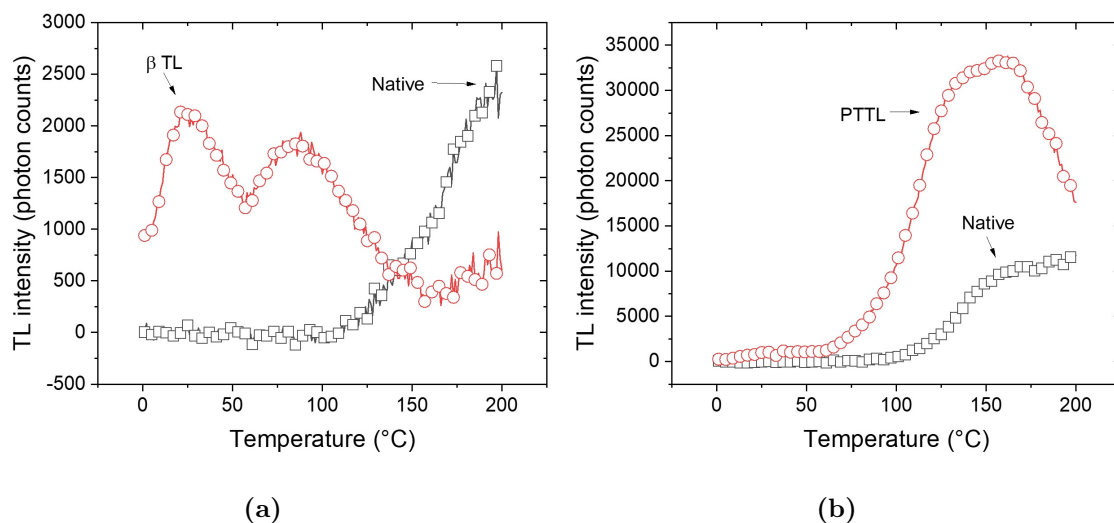 3000
2500
2000
1500
1000
500
0
-500
TL intensity (photon counts)
β TL
Native
0 50 100 150 200
Temperature (°C)
(a)
35000
30000
25000
20000
15000
10000
5000
0
TL intensity (photon counts)
PTTL
Native
0 50 100 150 200
Temperature (°C)
(b)